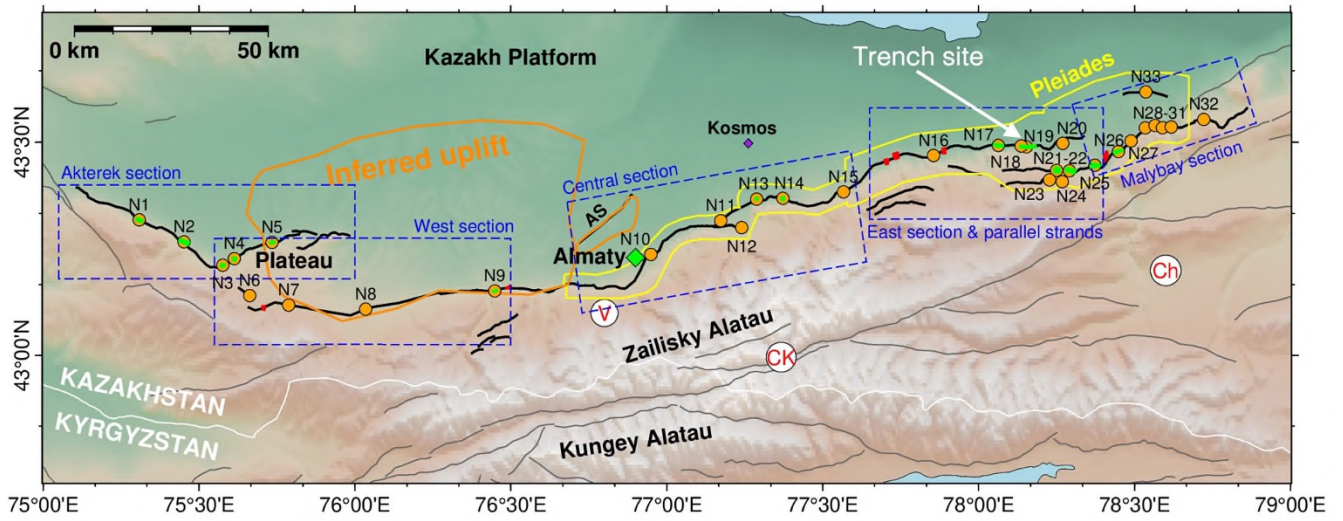 0 km
50 km
Kazakh Platform
Trench site
Pleiades
Kosmos
Inferred uplift
Akterek section
Central section
West section
East section & parallel strands
Malybay section
N1
N2
N3
N4
N5
N6
N7
N8
N9
N10
N11
N12
N13
N14
N15
N16
N17
N18
N19
N20
N21-22
N23
N24
N25
N26
N27
N28-31
N32
N33
Plateau
AS
Almaty
V
CK
Ch
Zailisky Alatau
Kungey Alatau
KAZAKHSTAN
KYRGYZSTAN
43°30'N
43°00'N
75°00'E
75°30'E
76°00'E
76°30'E
77°00'E
77°30'E
78°00'E
78°30'E
79°00'E